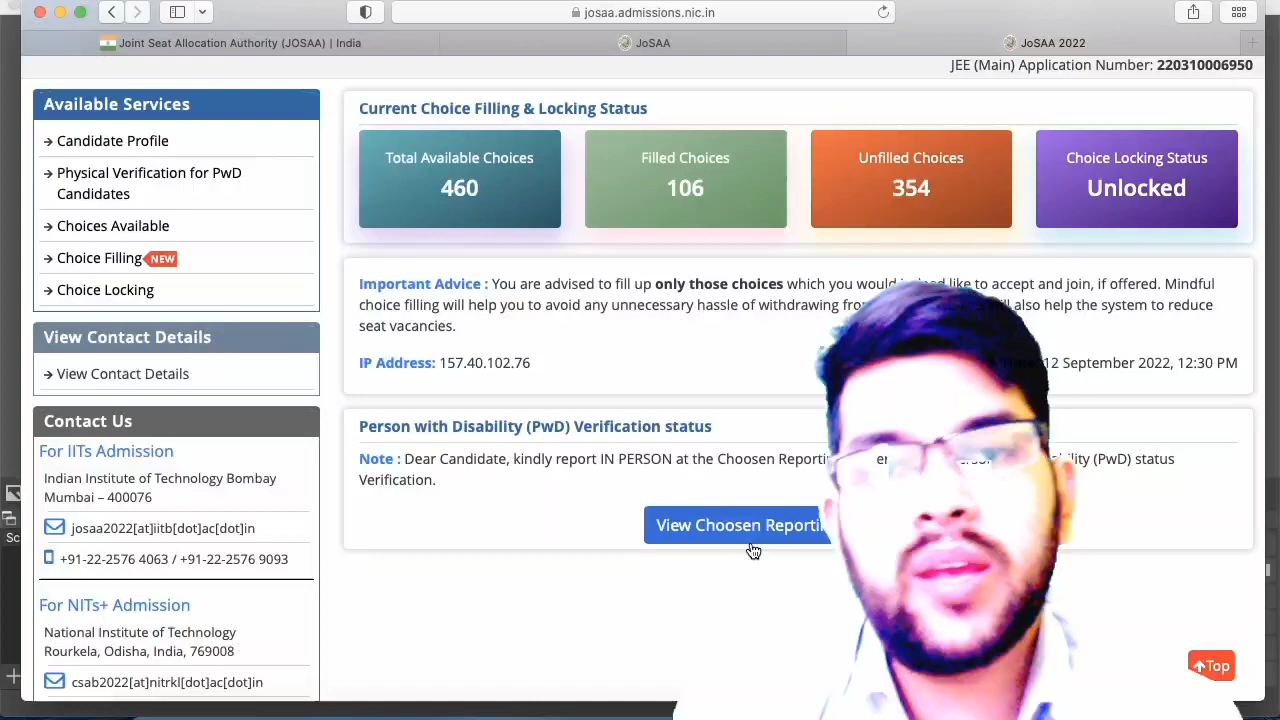 josaa.admissions.nic.in
Joint Seat Allocation Authority (JOSAA) | India
JoSAA
JoSAA 2022
JEE (Main) Application Number: 220310006950
Available Services
Candidate Profile
Physical Verification for PwD
Candidates
Choices Available
Choice Filling NEW
Choice Locking
View Contact Details
View Contact Details
Contact Us
For IITs Admission
Indian Institute of Technology Bombay
Mumbai – 400076
josaa2022[at]iitb[dot]ac[dot]in
+91-22-2576 4063 / +91-22-2576 9093
For NITs+ Admission
National Institute of Technology
Rourkela, Odisha, India, 769008
csab2022[at]nitrkl[dot]ac[dot]in
Current Choice Filling & Locking Status
Total Available Choices
460
Filled Choices
106
Unfilled Choices
354
Choice Locking Status
Unlocked
Important Advice : You are advised to fill up only those choices which you would like to accept and join, if offered. Mindful
choice filling will help you to avoid any unnecessary hassle of withdrawing also help the system to reduce
seat vacancies.
IP Address: 157.40.102.76
12 September 2022, 12:30 PM
Person with Disability (PwD) Verification status
Note : Dear Candidate, kindly report IN PERSON at the Choosen (PwD) status
Verification.
View Choosen
Top
Sc